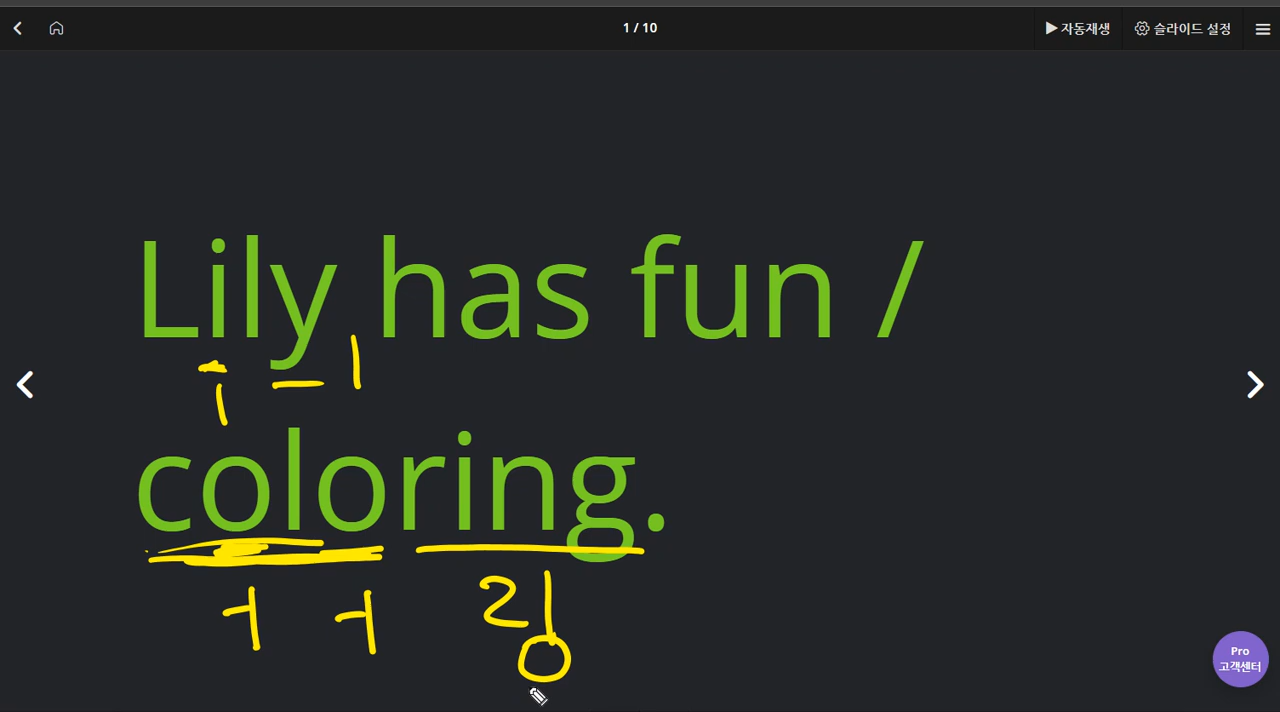 1 / 10
자동재생
슬라이드 설정
Lily has fun /
i ㅣ
coloring.
ㅓ ㅓ 링
Pro
고객센터